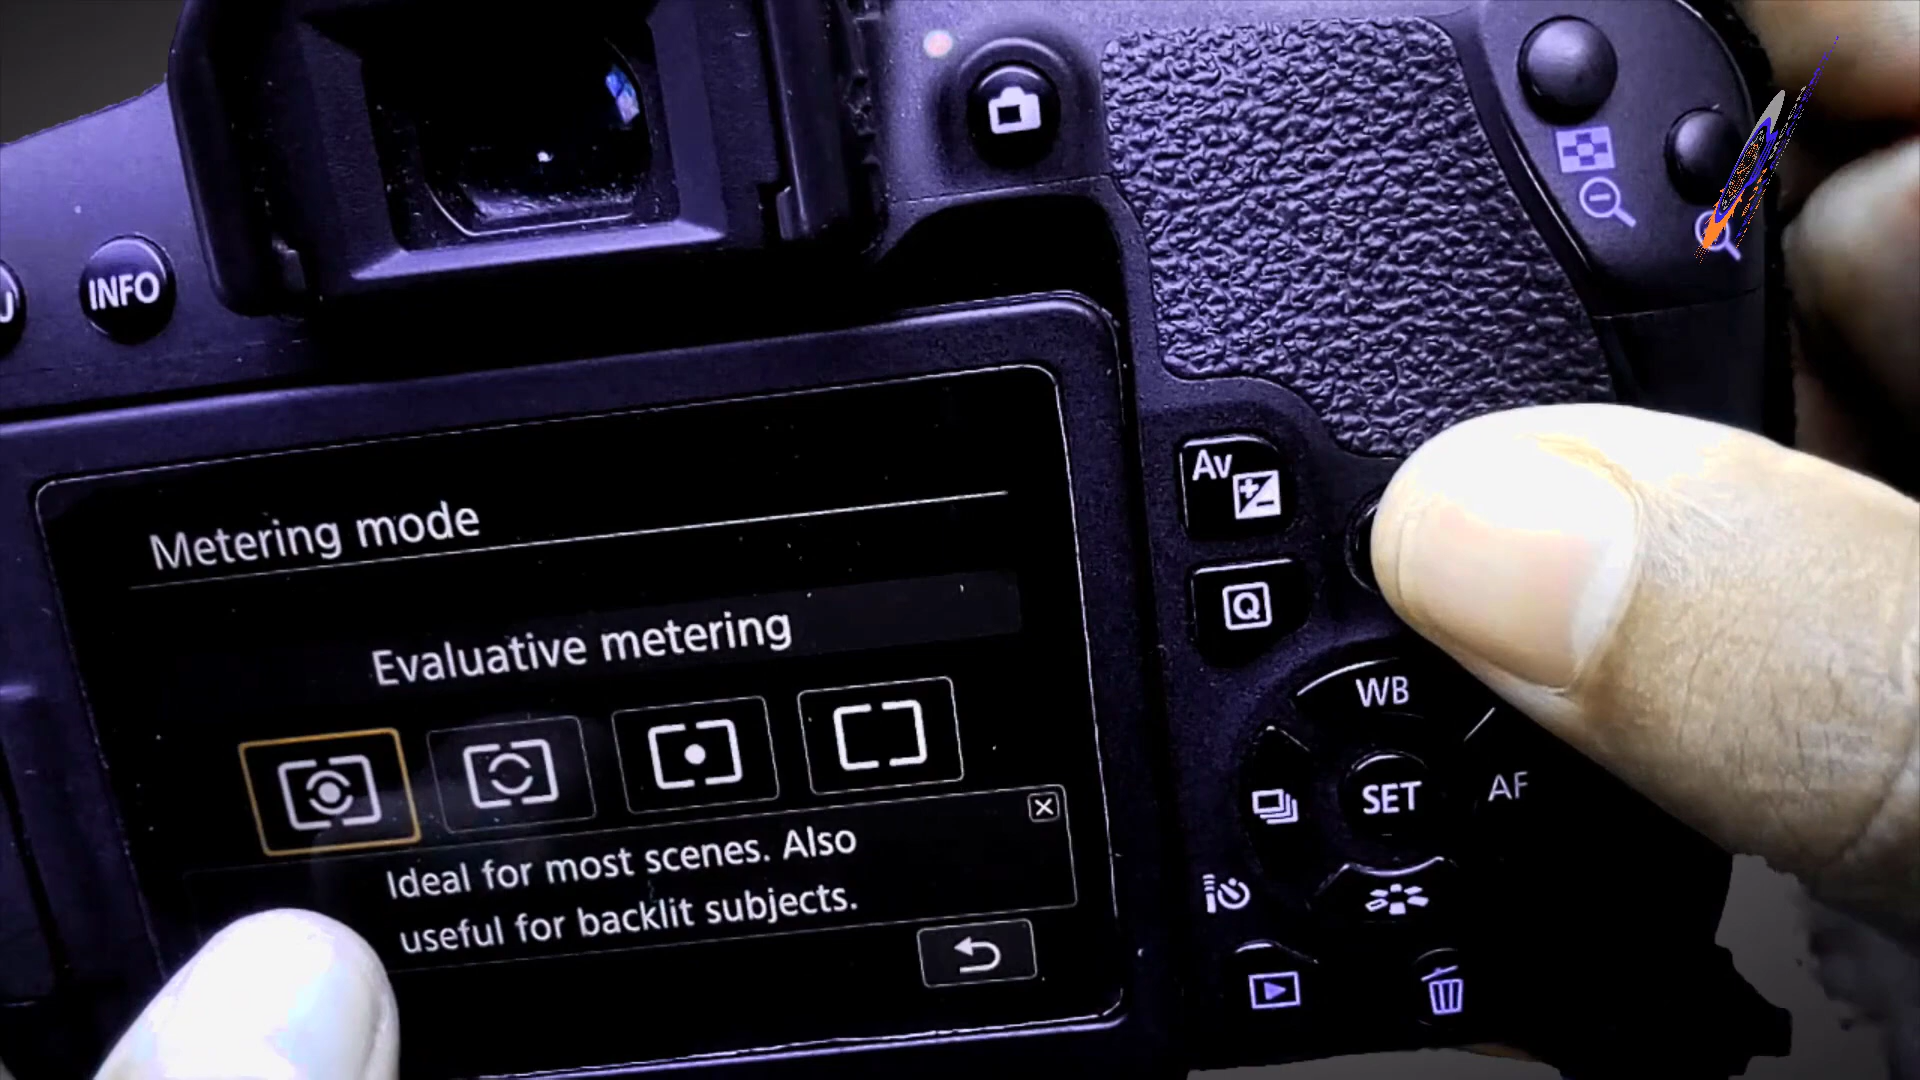 INFO
Metering mode
Evaluative metering
Ideal for most scenes. Also
useful for backlit subjects.
Av
Q
WB
SET
AF